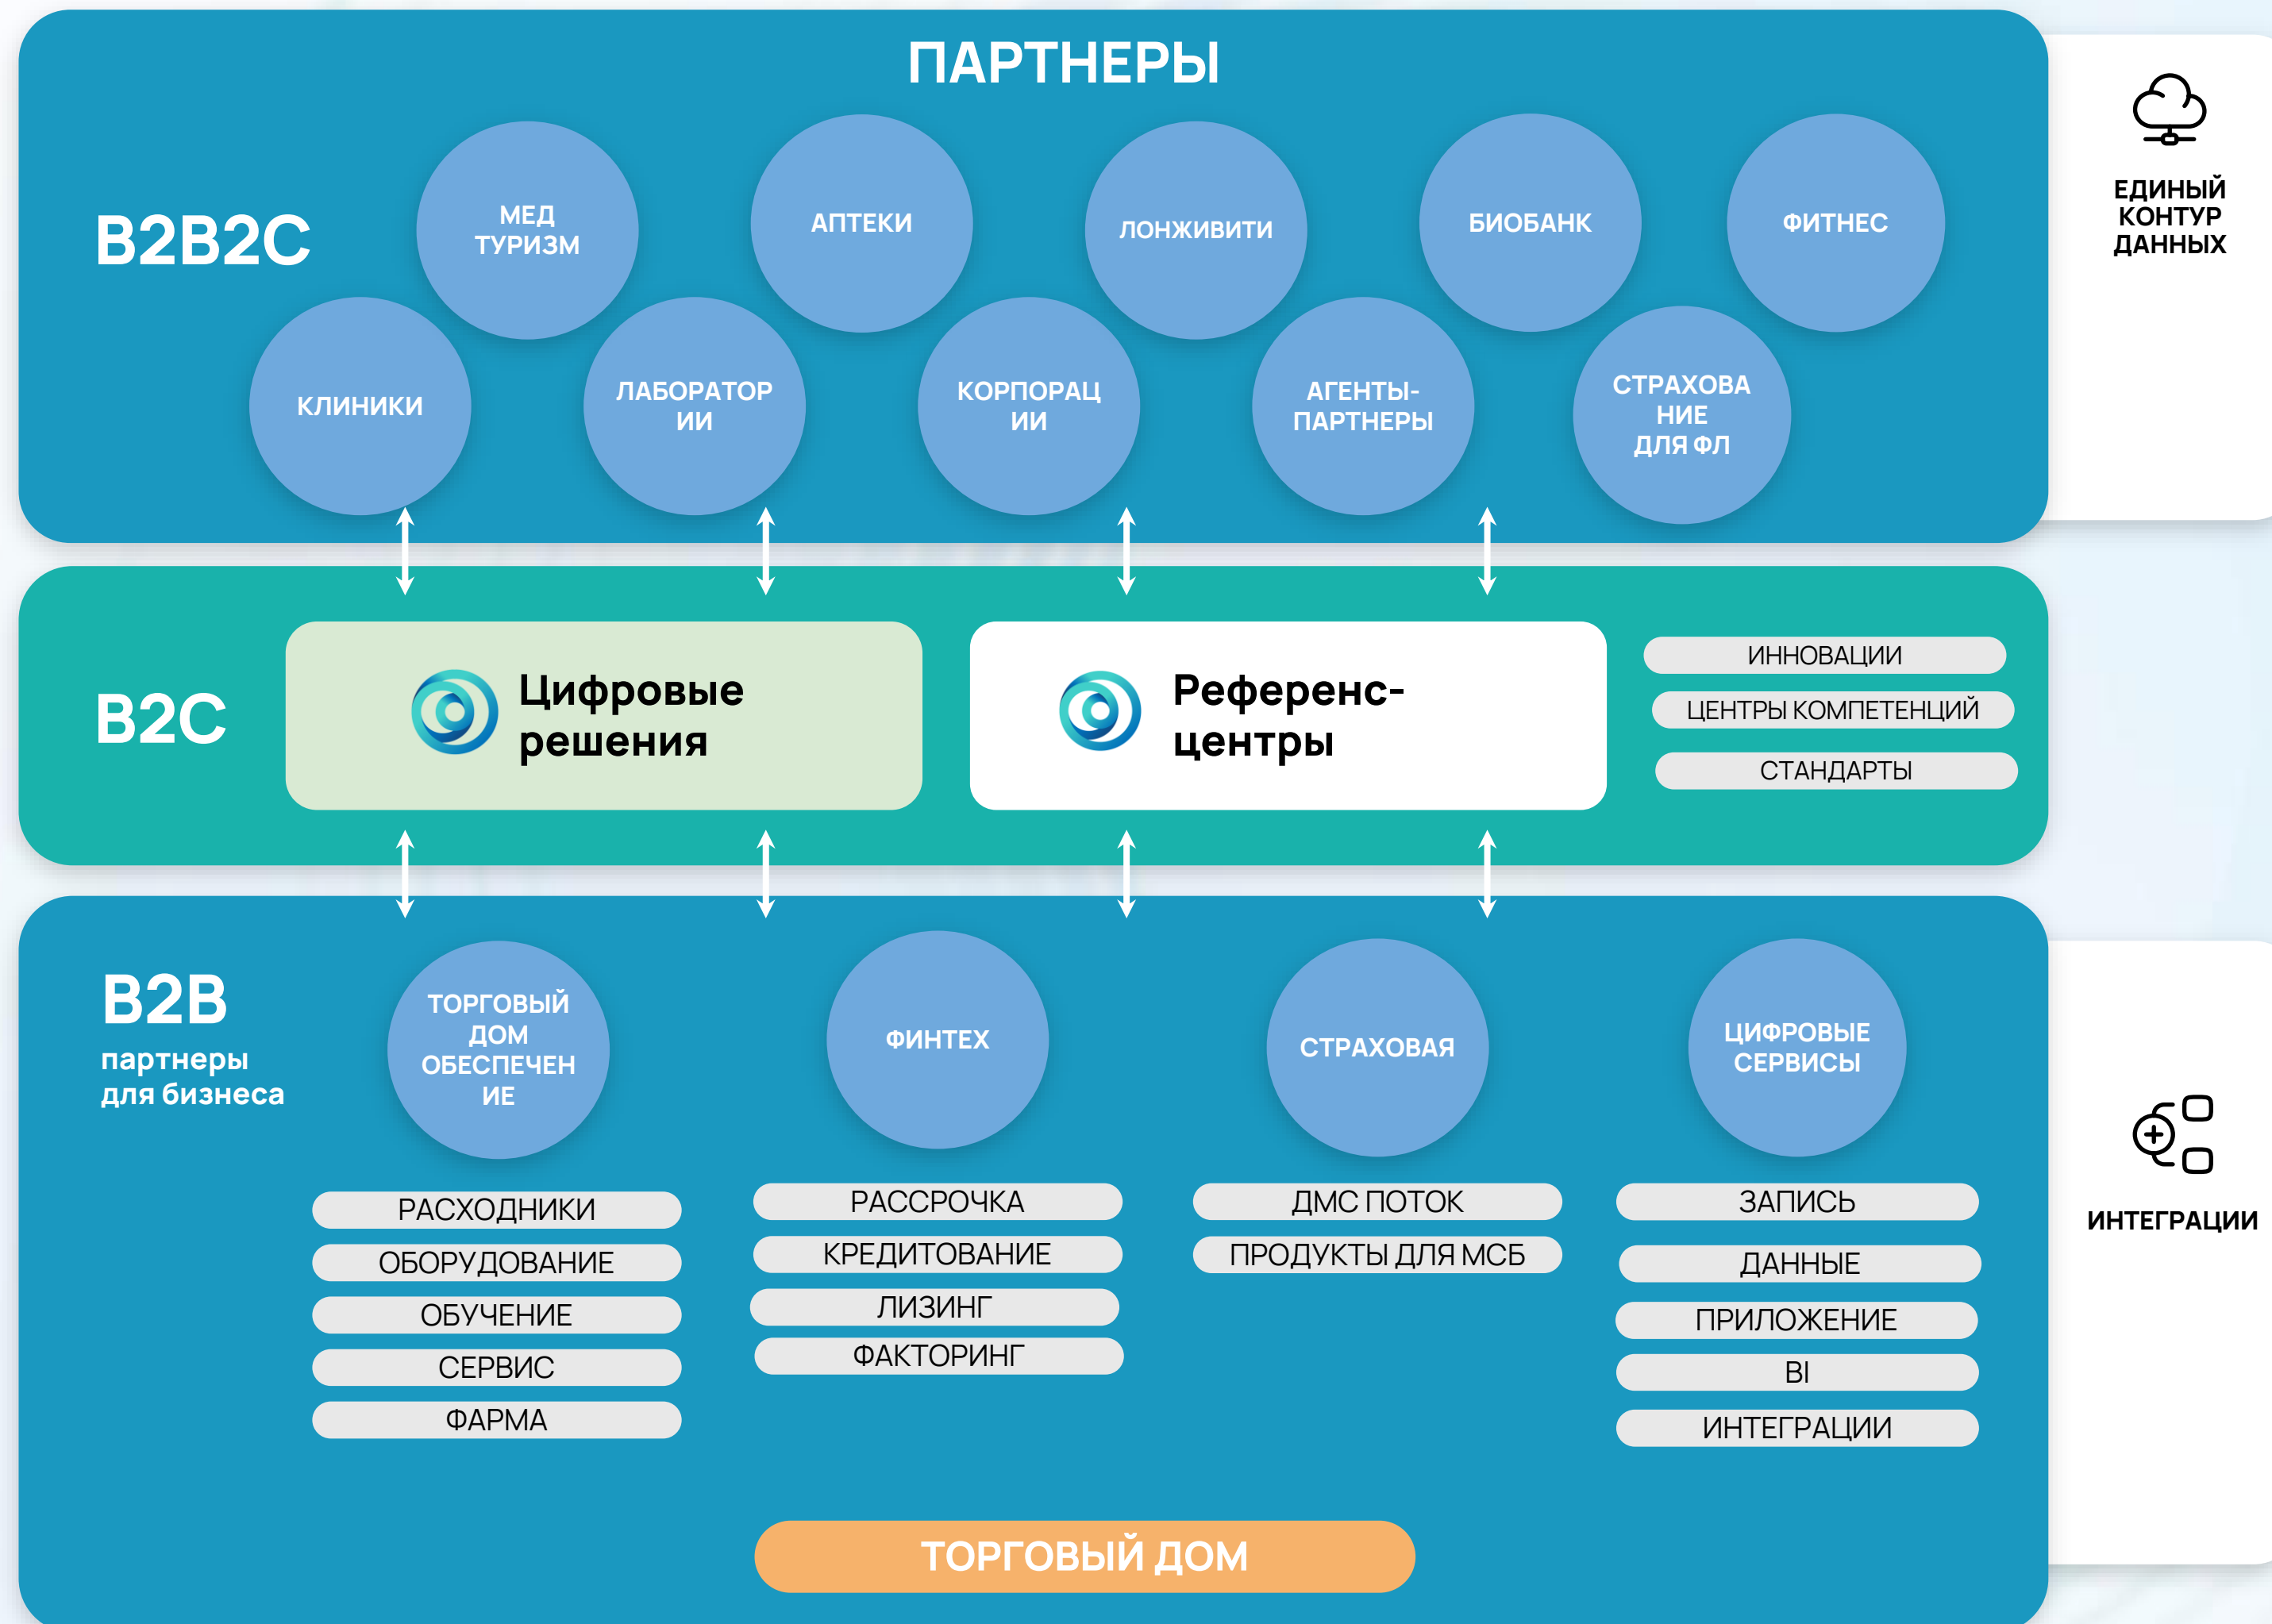 ПАРТНЕРЫ
B2B2C
МЕД
ТУРИЗМ
АПТЕКИ
ЛОНЖИВИТИ
БИОБАНК
ФИТНЕС
КЛИНИКИ
ЛАБОРАТОР
ИИ
КОРПОРАЦ
ИИ
АГЕНТЫ-
ПАРТНЕРЫ
СТРАХОВА
НИЕ
ДЛЯ ФЛ
ЕДИНЫЙ
КОНТУР
ДАННЫХ
B2C
Цифровые
решения
Референс-
центры
ИННОВАЦИИ
ЦЕНТРЫ КОМПЕТЕНЦИЙ
СТАНДАРТЫ
B2B
партнеры
для бизнеса
ТОРГОВЫЙ
ДОМ
ОБЕСПЕЧЕН
ИЕ
РАСХОДНИКИ
ОБОРУДОВАНИЕ
ОБУЧЕНИЕ
СЕРВИС
ФАРМА
ФИНТЕХ
РАССРОЧКА
КРЕДИТОВАНИЕ
ЛИЗИНГ
ФАКТОРИНГ
СТРАХОВАЯ
ДМС ПОТОК
ПРОДУКТЫ ДЛЯ МСБ
ЦИФРОВЫЕ
СЕРВИСЫ
ЗАПИСЬ
ДАННЫЕ
ПРИЛОЖЕНИЕ
BI
ИНТЕГРАЦИИ
ИНТЕГРАЦИИ
ТОРГОВЫЙ ДОМ